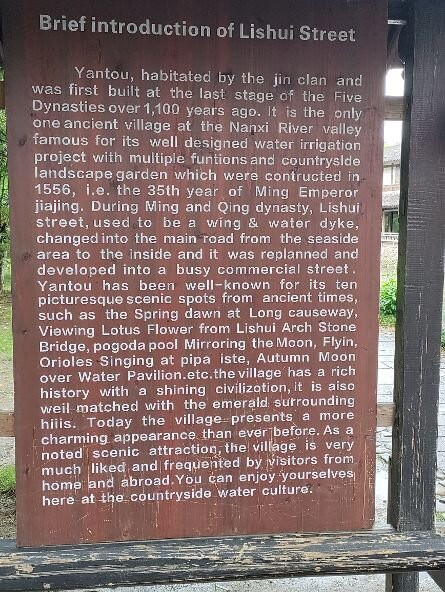 Brief introduction of Lishui Street
Yantou, habitated by the jin clan and
was first built at the last stage of the Five
Dynasties over 1,100 years ago. It is the only
one ancient village at the Nanxi River valley
famous for its well designed water irrigation
project with multiple funtions and countryside
landscape garden which were contructed in
1556, i.e. the 35th year of Ming Emperor
jiajing. During Ming and Qing dynasty, Lishui
street, used to be a wing & water dyke,
changed into the main road from the seaside
area to the inside and it was replanned and
developed into a busy commercial street.
Yantou has been well-known for its ten
picturesque scenic spots from ancient times,
such as the Spring dawn at Long causeway,
Viewing Lotus Flower from Lishui Arch Stone
Bridge, pogoda pool Mirroring the Moon, Flyin,
Orioles Singing at pipa iste, Autumn Moon
over Water Pavilion.etc.the village has a rich
history with a shining civilization, it is also
well matched with the emerald surrounding
hills. Today the village presents a more
charming appearance than ever before. As a
noted scenic attraction, the village is very
much liked and frequented by visitors from
home and abroad.You can enjoy yourselves
here at the countryside water culture.